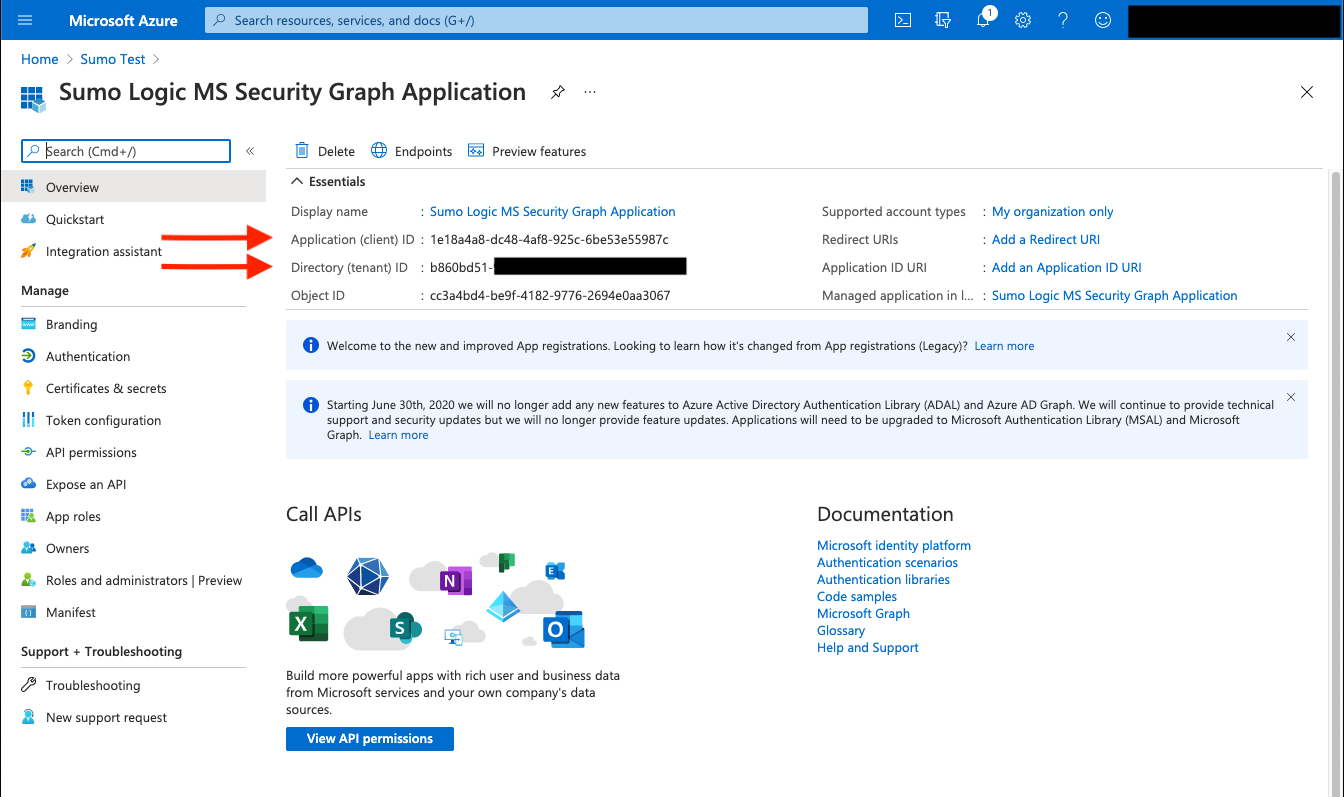 Microsoft Azure
Search resources, services, and docs (G+/)
1
Home > Sumo Test >
Sumo Logic MS Security Graph Application
Search (Cmd+/)
Overview
Quickstart
Integration assistant
Manage
Branding
Authentication
Certificates & secrets
Token configuration
API permissions
Expose an API
App roles
Owners
Roles and administrators | Preview
Manifest
Support + Troubleshooting
Troubleshooting
New support request
Delete
Endpoints
Preview features
Essentials
Display name : Sumo Logic MS Security Graph Application
Application (client) ID : 1e18a4a8-dc48-4af8-925c-6be53e55987c
Directory (tenant) ID : b860bd51-
Object ID : cc3a4bd4-be9f-4182-9776-2694e0aa3067
Supported account types : My organization only
Redirect URIs : Add a Redirect URI
Application ID URI : Add an Application ID URI
Managed application in l... : Sumo Logic MS Security Graph Application
Welcome to the new and improved App registrations. Looking to learn how it's changed from App registrations (Legacy)? Learn more
Starting June 30th, 2020 we will no longer add any new features to Azure Active Directory Authentication Library (ADAL) and Azure AD Graph. We will continue to provide technical
support and security updates but we will no longer provide feature updates. Applications will need to be upgraded to Microsoft Authentication Library (MSAL) and Microsoft
Graph. Learn more
Call APIs
N
E
X
S
O
Build more powerful apps with rich user and business data
from Microsoft services and your own company's data
sources.
View API permissions
Documentation
Microsoft identity platform
Authentication scenarios
Authentication libraries
Code samples
Microsoft Graph
Glossary
Help and Support